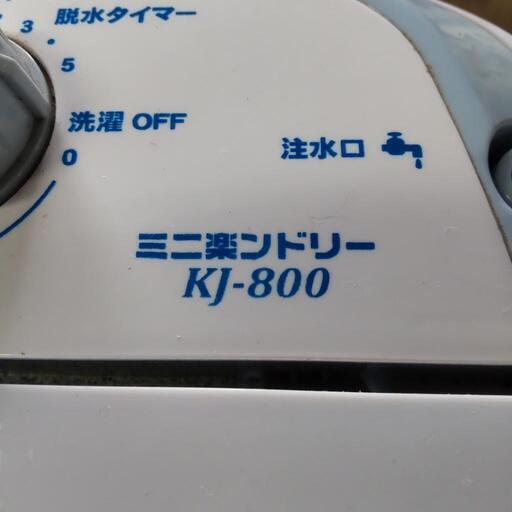 脱水タイマー
3
5
洗濯 OFF
0
注水口
ミニ楽ンドリー
KJ-800